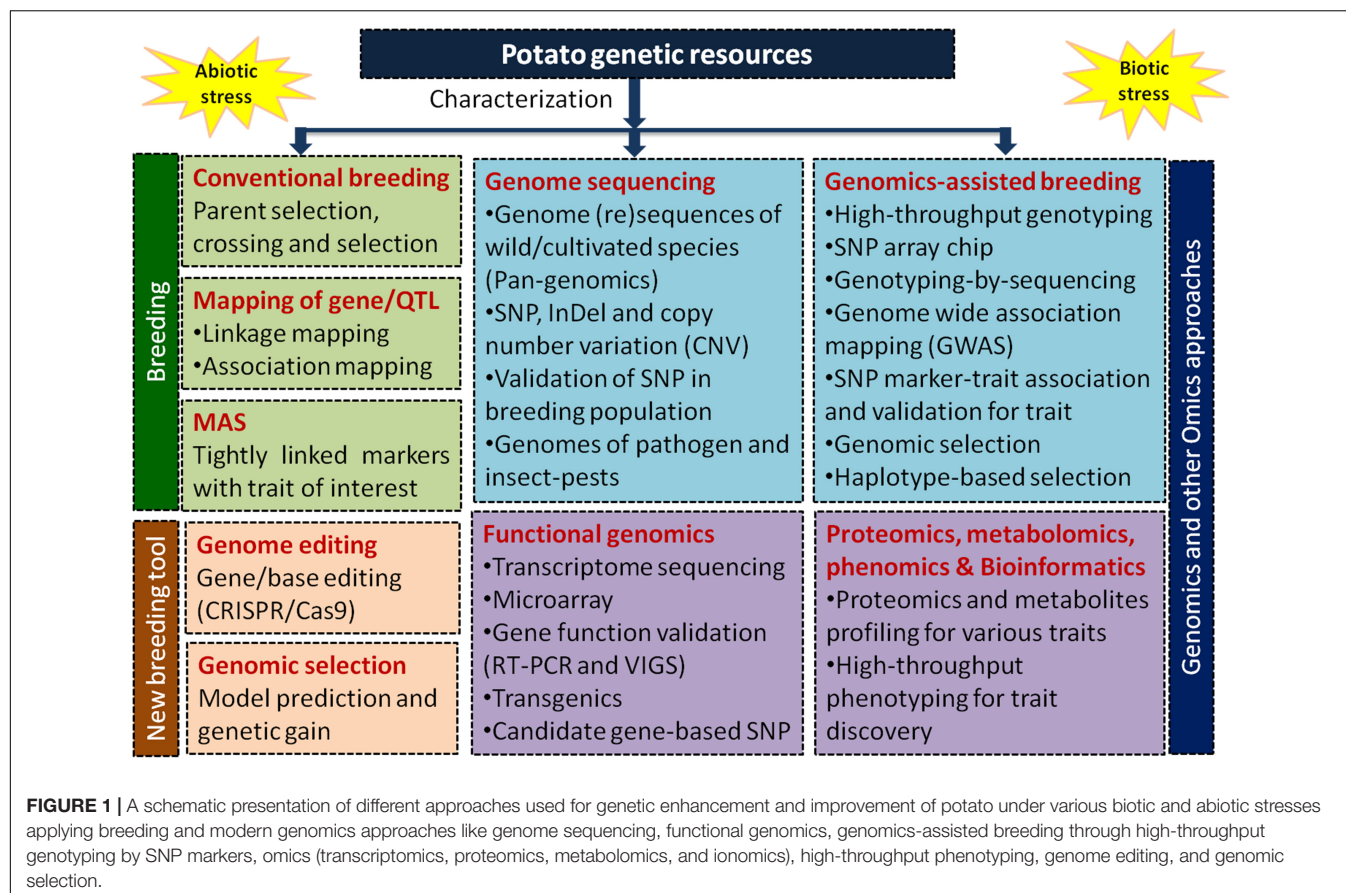 Potato genetic resources
Abiotic
stress
Biotic
stress
Characterization
Breeding
Conventional breeding
Parent selection,
crossing and selection
Mapping of gene/QTL
•Linkage mapping
•Association mapping
MAS
Tightly linked markers
with trait of interest
New breeding tool
Genome editing
Gene/base editing
(CRISPR/Cas9)
Genomic selection
Model prediction and
genetic gain
Genome sequencing
•Genome (re)sequences of
wild/cultivated species
(Pan-genomics)
•SNP, InDel and copy
number variation (CNV)
•Validation of SNP in
breeding population
•Genomes of pathogen and
insect-pests
Functional genomics
•Transcriptome sequencing
•Microarray
•Gene function validation
(RT-PCR and VIGS)
•Transgenics
•Candidate gene-based SNP
Genomics-assisted breeding
•High-throughput genotyping
•SNP array chip
•Genotyping-by-sequencing
•Genome wide association
mapping (GWAS)
•SNP marker-trait association
and validation for trait
•Genomic selection
•Haplotype-based selection
Proteomics, metabolomics,
phenomics & Bioinformatics
•Proteomics and metabolites
profiling for various traits
•High-throughput
phenotyping for trait
discovery
Genomics and other Omics approaches
FIGURE 1 | A schematic presentation of different approaches used for genetic enhancement and improvement of potato under various biotic and abiotic stresses
applying breeding and modern genomics approaches like genome sequencing, functional genomics, genomics-assisted breeding through high-throughput
genotyping by SNP markers, omics (transcriptomics, proteomics, metabolomics, and ionomics), high-throughput phenotyping, genome editing, and genomic
selection.